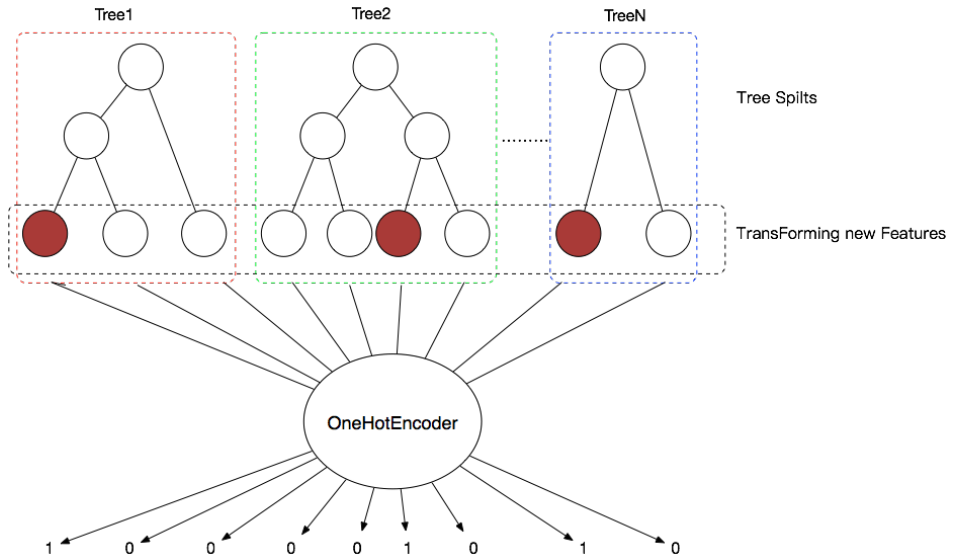 Tree1 Tree2 TreeN
Tree Spilts
TransForming new Features
OneHotEncoder
1 0 0 0 0 1 0 1 0